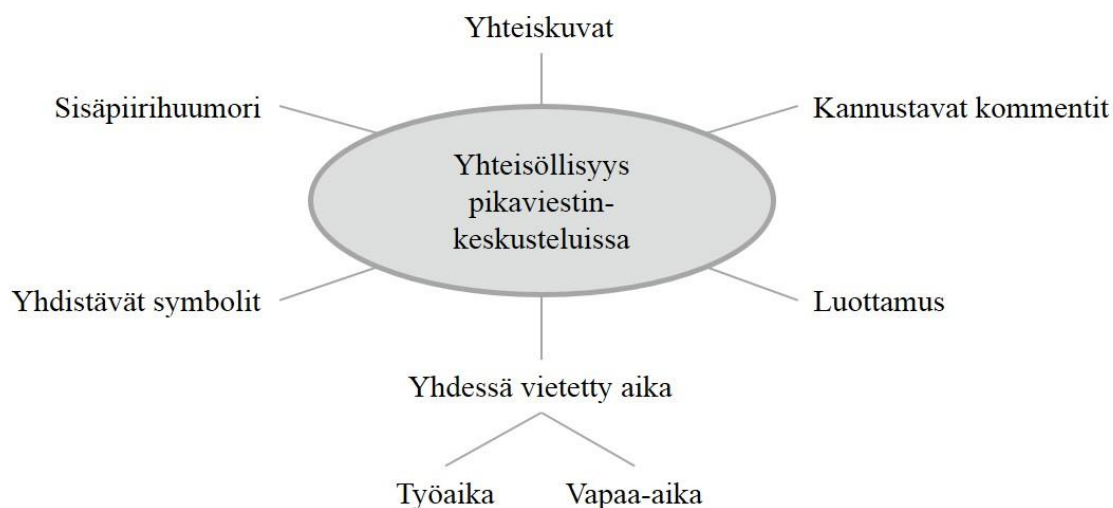 Yhteiskuvat
Sisäpiirihuumori
Kannustavat kommentit
Yhteisöllisyys
pikaviestin-
keskusteluissa
Yhdistävät symbolit
Luottamus
Yhdessä vietetty aika
Työaika
Vapaa-aika